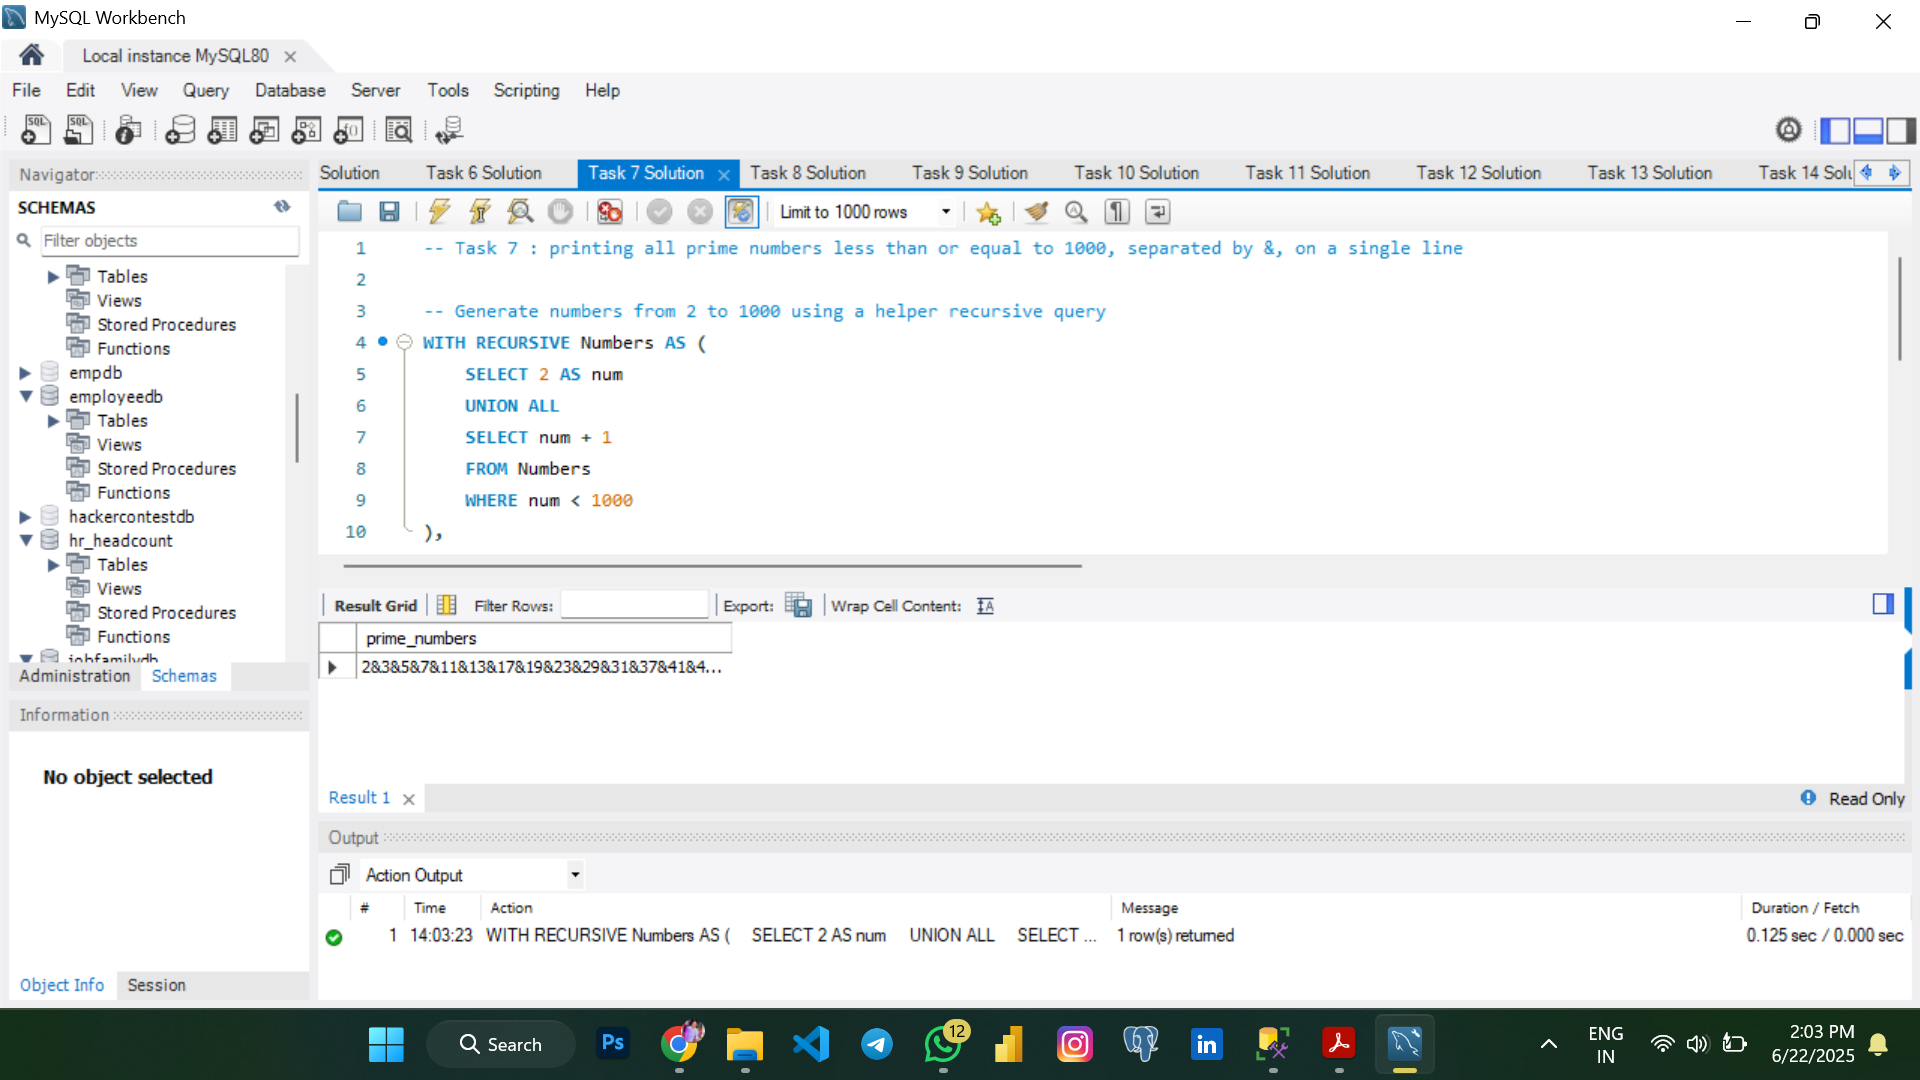 MySQL Workbench
Local instance MySQL80
File Edit View Query Database Server Tools Scripting Help
Navigator
SCHEMAS
Filter objects
Tables
Views
Stored Procedures
Functions
empdb
employeedb
Tables
Views
Stored Procedures
Functions
hackercontestdb
hr_headcount
Tables
Views
Stored Procedures
Functions
jobfamilydb
Administration Schemas
Information
No object selected
Object Info Session
Solution Task 6 Solution Task 7 Solution Task 8 Solution Task 9 Solution Task 10 Solution Task 11 Solution Task 12 Solution Task 13 Solution Task 14 Solu
Limit to 1000 rows
1 -- Task 7 : printing all prime numbers less than or equal to 1000, separated by &, on a single line
2
3 -- Generate numbers from 2 to 1000 using a helper recursive query
4 WITH RECURSIVE Numbers AS (
5 SELECT 2 AS num
6 UNION ALL
7 SELECT num + 1
8 FROM Numbers
9 WHERE num < 1000
10 ),
Result Grid Filter Rows: Export: Wrap Cell Content:
prime_numbers
2&3&5&7&11&13&17&19&23&29&31&37&41&4...
Result 1
Read Only
Output
Action Output
# Time Action Message Duration / Fetch
1 14:03:23 WITH RECURSIVE Numbers AS ( SELECT 2 AS num UNION ALL SELECT ... 1 row(s) returned 0.125 sec / 0.000 sec
Search
Ps
12
in
ENG
IN
2:03 PM
6/22/2025